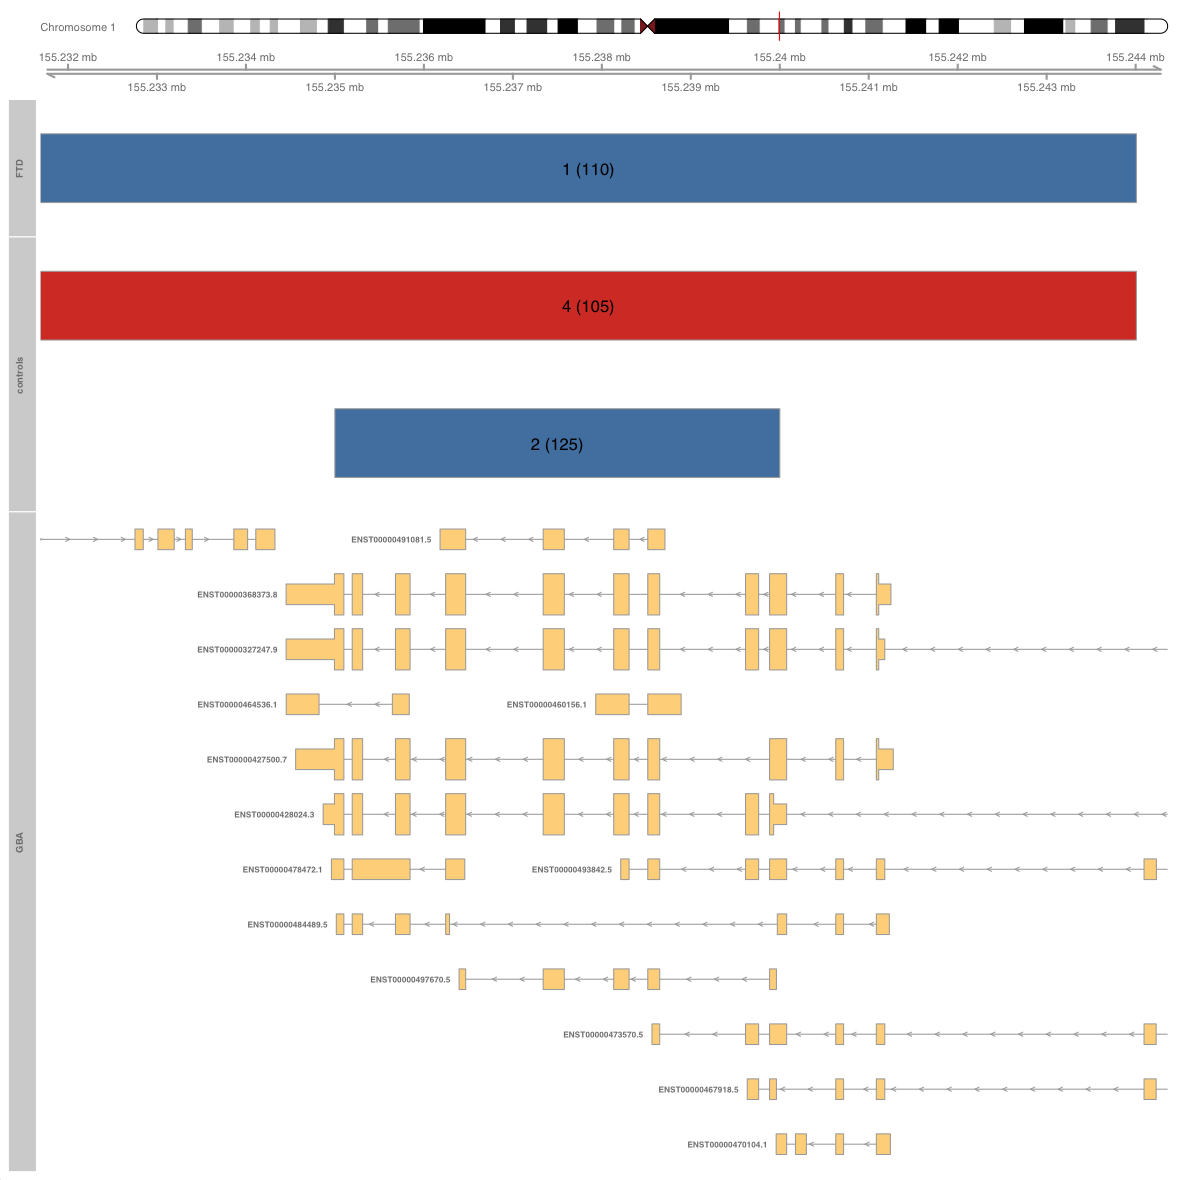 Chromosome 1
155.232 mb 155.234 mb 155.236 mb 155.238 mb 155.24 mb 155.242 mb 155.244 mb
155.233 mb 155.235 mb 155.237 mb 155.239 mb 155.241 mb 155.243 mb
FTD
1 (110)
controls
4 (105)
2 (125)
GBA
ENST00000491081.5
ENST00000368373.8
ENST00000327247.9
ENST00000464536.1 ENST00000460156.1
ENST00000427500.7
ENST00000428024.3
ENST00000478472.1 ENST00000493842.5
ENST00000484489.5
ENST00000497670.5
ENST00000473570.5
ENST00000467918.5
ENST00000470104.1